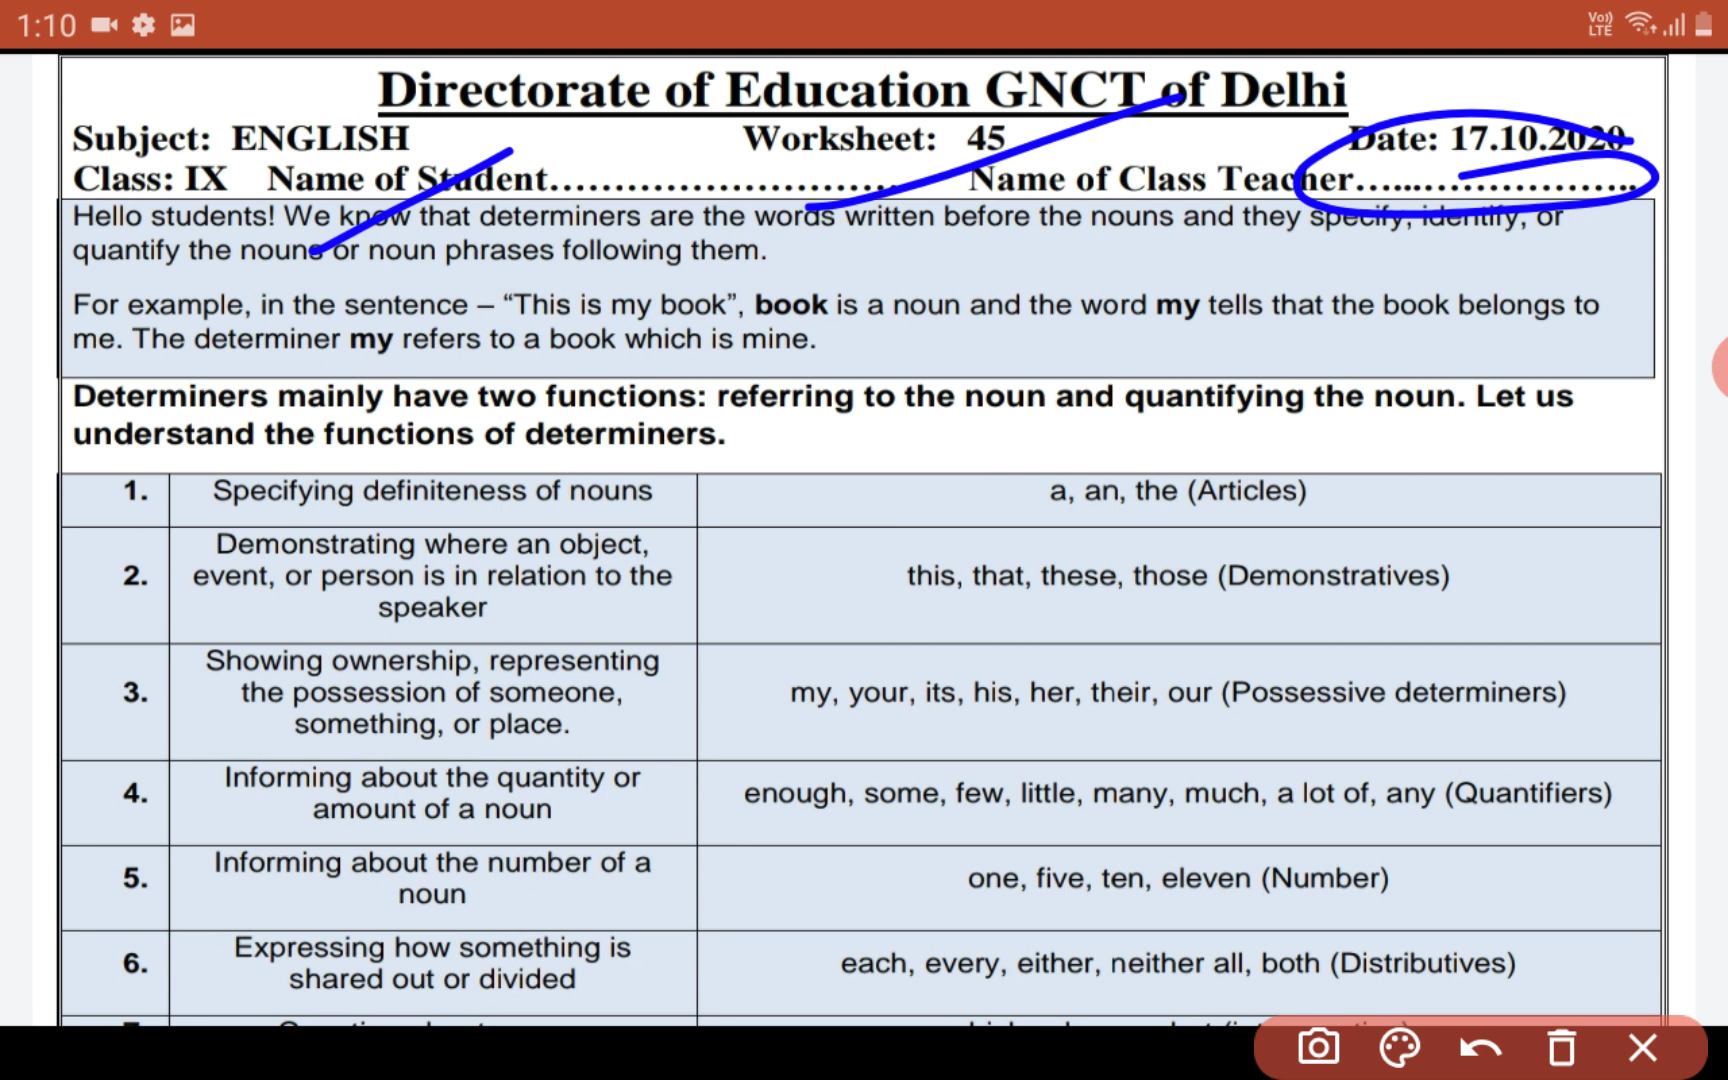 1:10
Vo)) LTE
Directorate of Education GNCT of Delhi
Subject: ENGLISH Worksheet: 45 Date: 17.10.2020
Class: IX Name of Student............................ Name of Class Teacher......................
Hello students! We know that determiners are the words written before the nouns and they specify, identify, or
quantify the nouns or noun phrases following them.
For example, in the sentence – “This is my book”, book is a noun and the word my tells that the book belongs to
me. The determiner my refers to a book which is mine.
Determiners mainly have two functions: referring to the noun and quantifying the noun. Let us
understand the functions of determiners.
1. Specifying definiteness of nouns a, an, the (Articles)
Demonstrating where an object,
2. event, or person is in relation to the this, that, these, those (Demonstratives)
speaker
Showing ownership, representing
3. the possession of someone, my, your, its, his, her, their, our (Possessive determiners)
something, or place.
Informing about the quantity or
4. enough, some, few, little, many, much, a lot of, any (Quantifiers)
amount of a noun
Informing about the number of a
5. one, five, ten, eleven (Number)
noun
Expressing how something is
6. each, every, either, neither all, both (Distributives)
shared out or divided